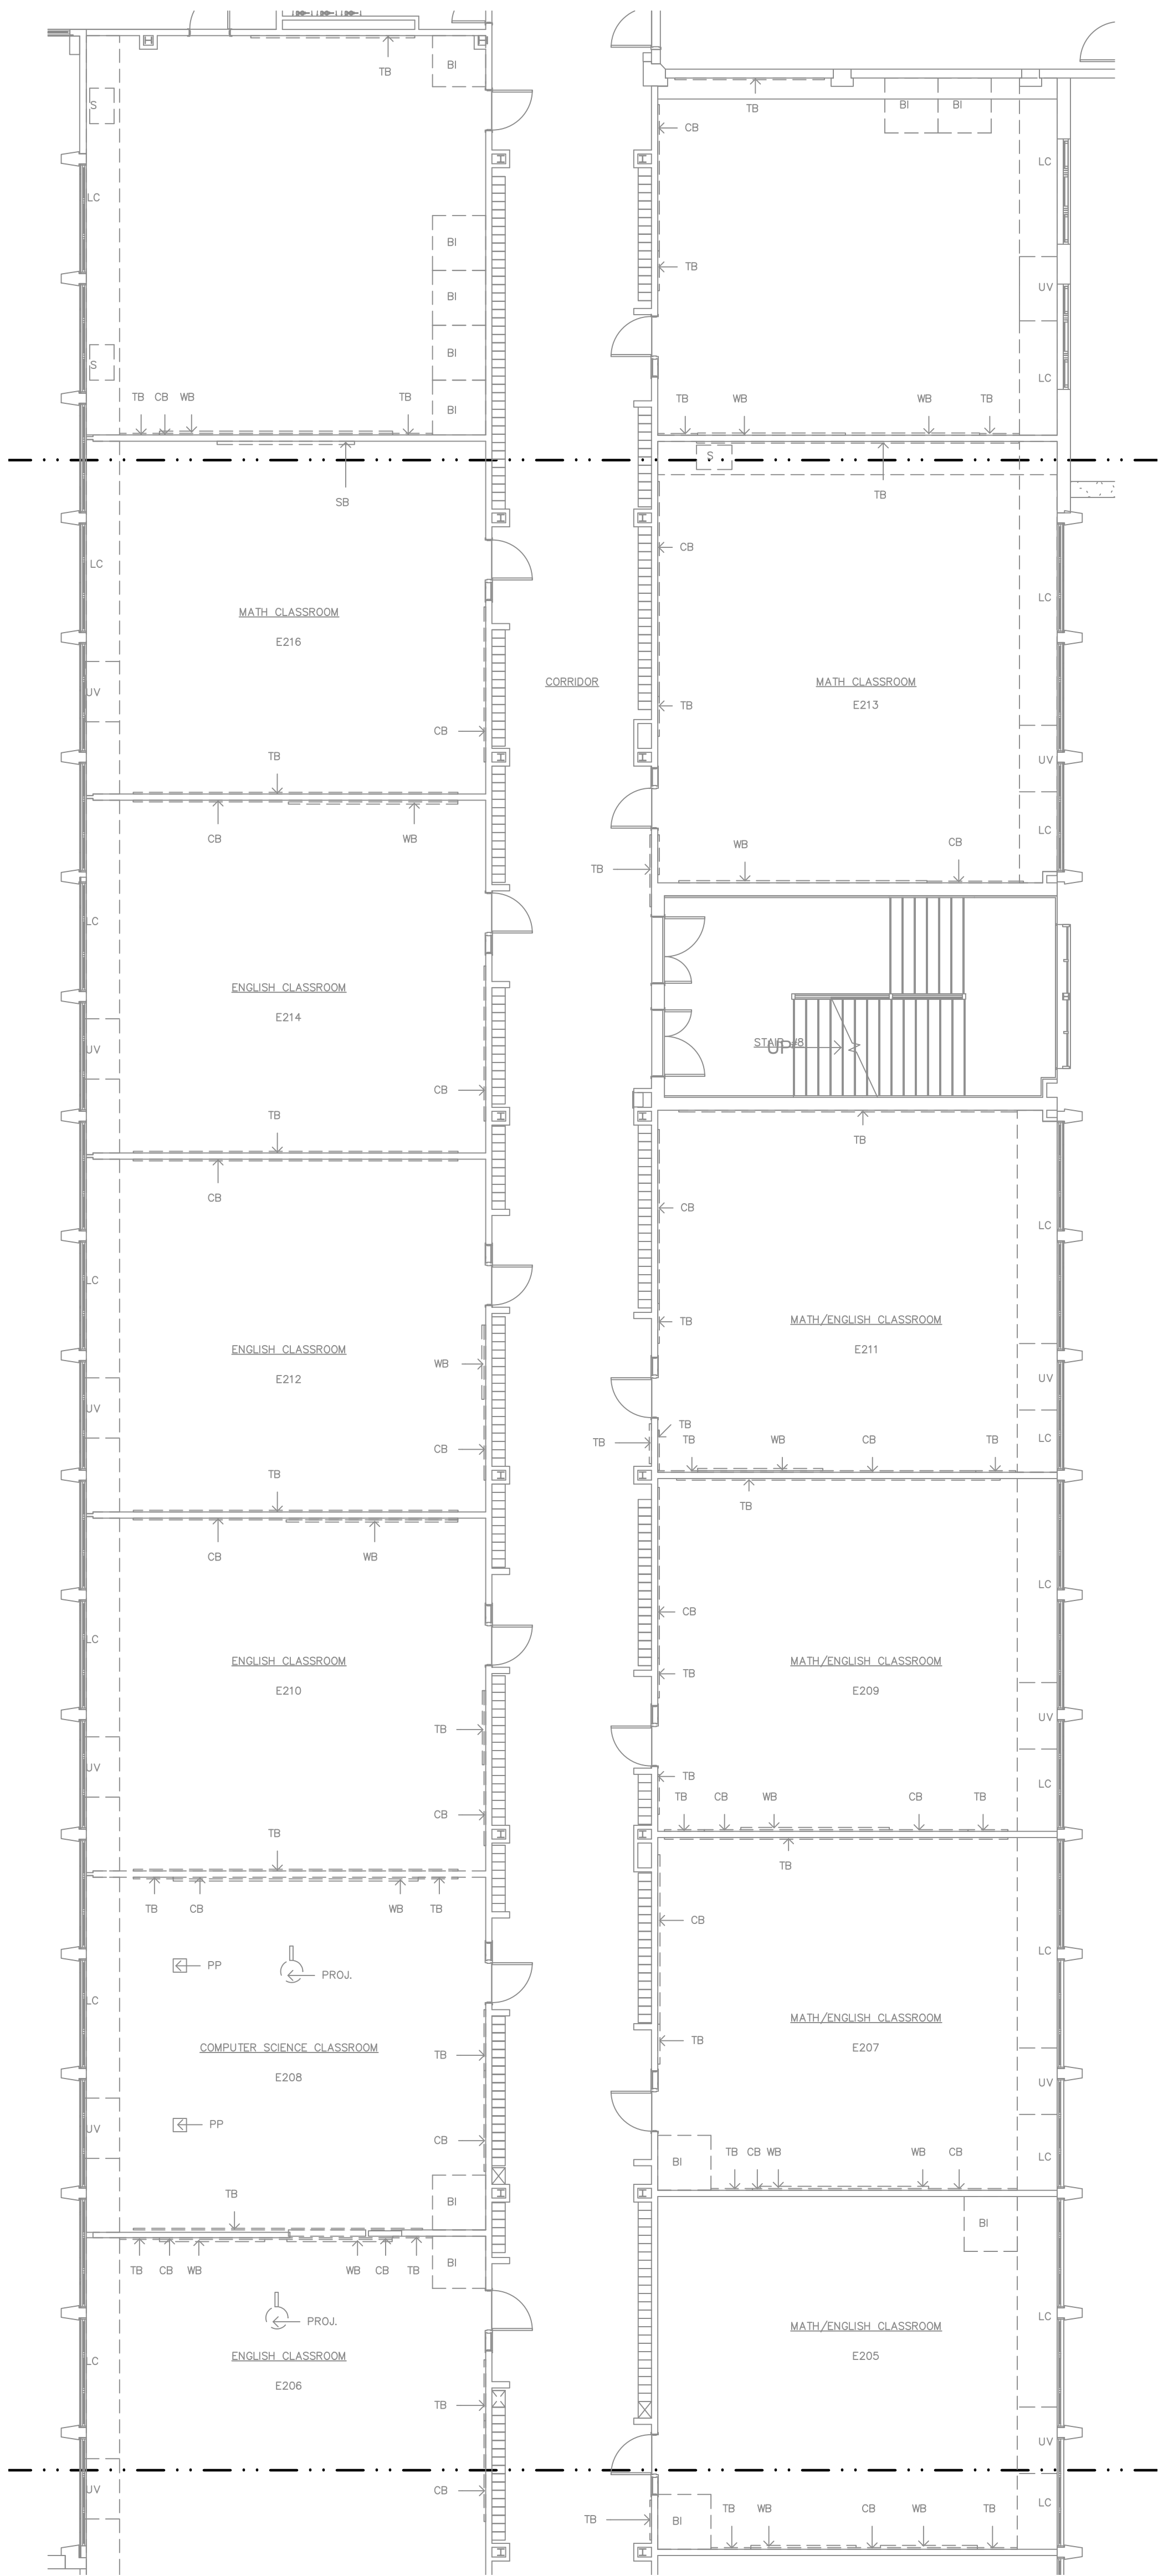 TB
BI
S
LC
BI
BI
BI
S
BI
TB
CB
WB
TB
TB
BI
BI
CB
LC
TB
UV
LC
TB
WB
WB
TB
SB
LC
MATH CLASSROOM
E216
UV
CB
TB
CORRIDOR
S
TB
CB
LC
MATH CLASSROOM
E213
TB
UV
LC
WB
CB
TB
CB
WB
LC
ENGLISH CLASSROOM
E214
UV
CB
TB
STAIR #8
UP
CB
LC
ENGLISH CLASSROOM
E212
WB
UV
CB
TB
TB
CB
LC
TB
MATH/ENGLISH CLASSROOM
E211
UV
TB
TB
TB
WB
CB
TB
LC
CB
WB
LC
ENGLISH CLASSROOM
E210
TB
UV
CB
TB
TB
CB
LC
MATH/ENGLISH CLASSROOM
E209
TB
UV
TB
LC
TB
CB
WB
CB
TB
TB
CB
WB
TB
PP
PROJ.
LC
COMPUTER SCIENCE CLASSROOM
E208
TB
PP
UV
CB
TB
BI
TB
CB
LC
MATH/ENGLISH CLASSROOM
E207
TB
UV
BI
TB
CB
WB
WB
CB
LC
TB
CB
WB
WB
CB
TB
BI
PROJ.
ENGLISH CLASSROOM
LC
E206
TB
UV
CB
BI
LC
MATH/ENGLISH CLASSROOM
E205
UV
LC
TB
BI
TB
WB
CB
WB
TB